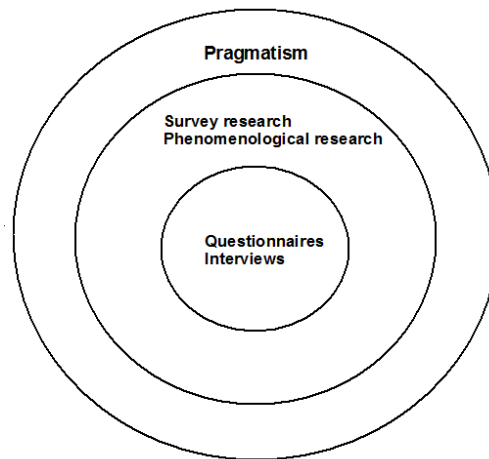 Pragmatism
Survey research
Phenomenological research
Questionnaires
Interviews